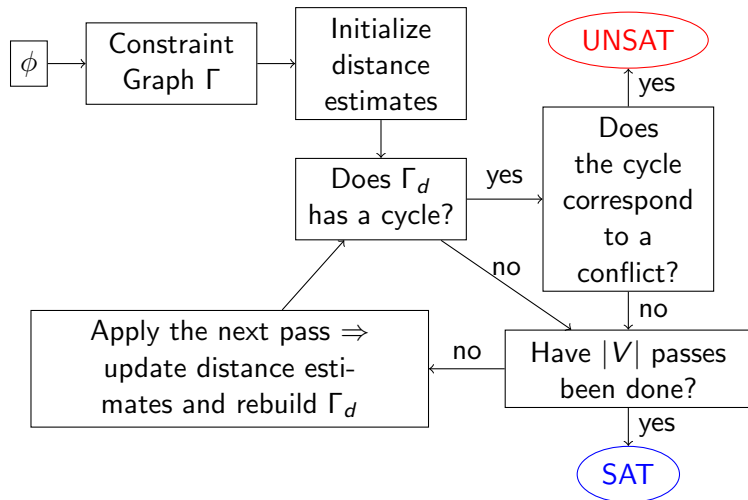 ϕ
Constraint
Graph Γ
Initialize
distance
estimates
UNSAT
yes
Does Γ_d
has a cycle?
yes
Does
the cycle
correspond
to a
conflict?
no
no
Apply the next pass ⇒
update distance esti-
mates and rebuild Γ_d
no
Have |V| passes
been done?
yes
SAT